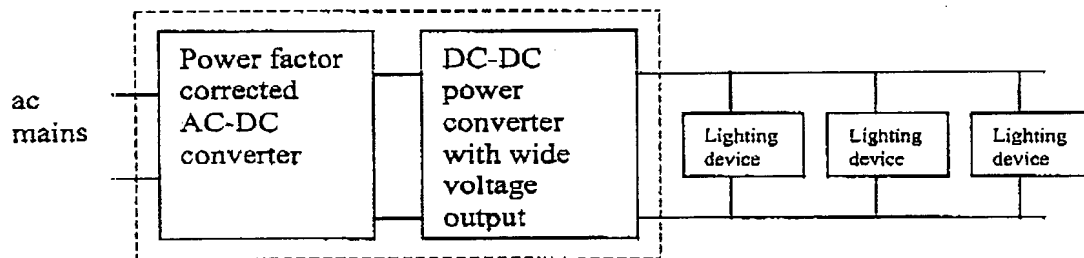 ac
mains
Power factor
corrected
AC-DC
converter
DC-DC
power
converter
with wide
voltage
output
Lighting
device
Lighting
device
Lighting
device